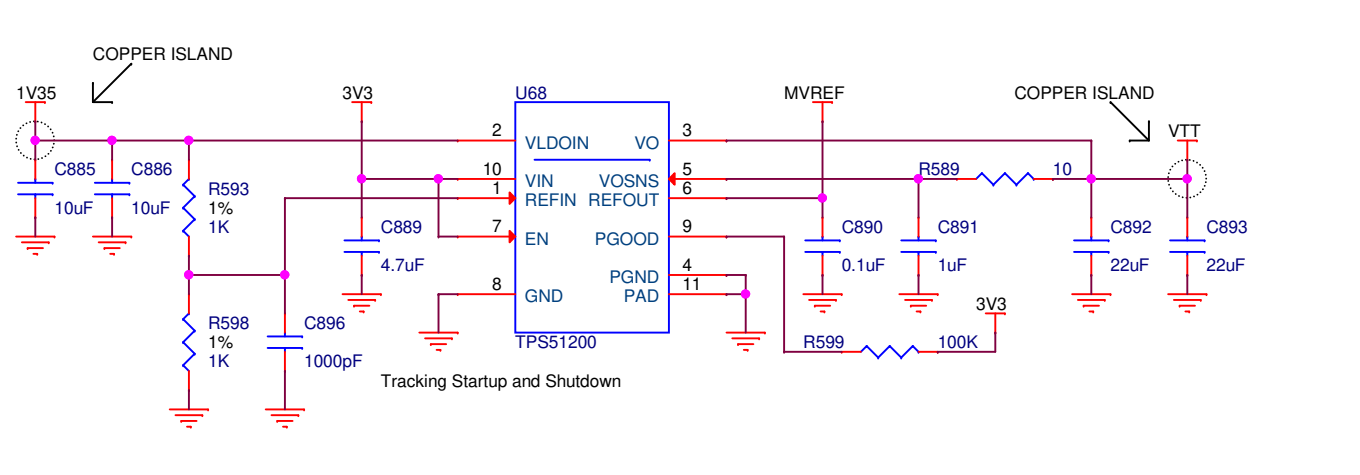 COPPER ISLAND
1V35
3V3
U68
MVREF
COPPER ISLAND
VTT
2
VLDOIN
VO
3
C885
10uF
C886
10uF
R593
1%
1K
10
VIN
VOSNS
5
R589
10
1
REFIN
REFOUT
6
C889
4.7uF
7
EN
PGOOD
9
C890
0.1uF
C891
1uF
C892
22uF
C893
22uF
PGND
4
8
GND
PAD
11
3V3
R598
1%
1K
C896
1000pF
TPS51200
R599
100K
Tracking Startup and Shutdown